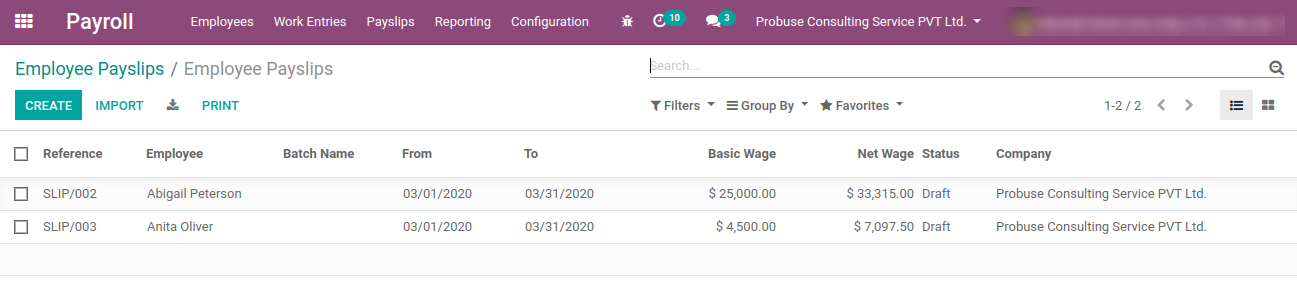 Payroll Employees Work Entries Payslips Reporting Configuration 10 3 Probuse Consulting Service PVT Ltd.
Employee Payslips / Employee Payslips Search...
CREATE IMPORT PRINT Filters Group By Favorites 1-2 / 2
Reference Employee Batch Name From To Basic Wage Net Wage Status Company
SLIP/002 Abigail Peterson 03/01/2020 03/31/2020 $ 25,000.00 $ 33,315.00 Draft Probuse Consulting Service PVT Ltd.
SLIP/003 Anita Oliver 03/01/2020 03/31/2020 $ 4,500.00 $ 7,097.50 Draft Probuse Consulting Service PVT Ltd.